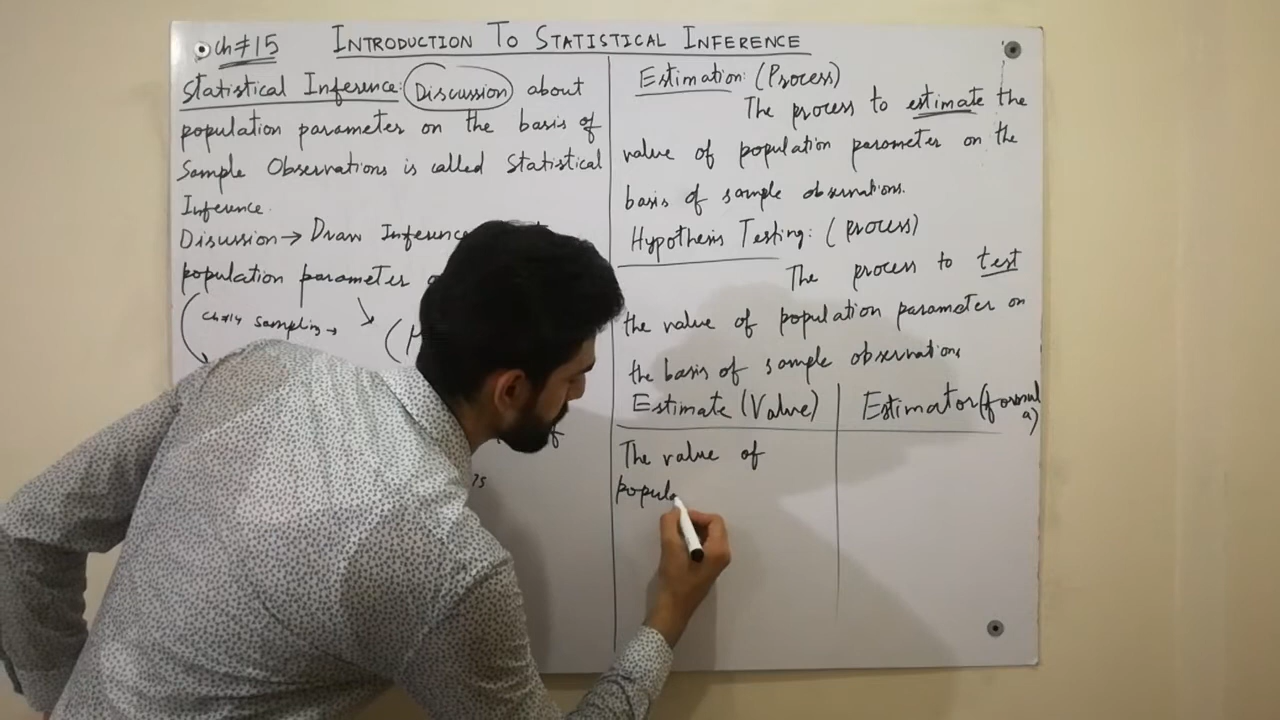 Ch#15 INTRODUCTION TO STATISTICAL INFERENCE
Statistical Inference: Discussion about
population parameter on the basis of
Sample Observations is called Statistical
Inference.
Disussion→ Draw Inference
population parameter
Ch#14 Sampling→
Estimation: (Process)
The process to estimate the
value of population parameter on the
basis of sample observations.
Hypothesis Testing: (process)
The process to test
the value of population parameter on
the basis of sample observations
Estimate (Value)
The value of
popul
Estimator (formul
a)